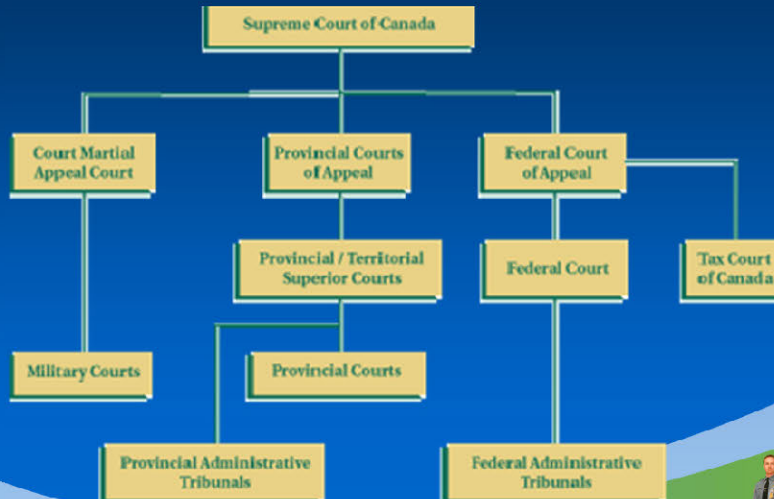 Supreme Court of Canada
Court Martial
Appeal Court
Provincial Courts
of Appeal
Federal Court
of Appeal
Provincial / Territorial
Superior Courts
Federal Court
Tax Court
of Canada
Military Courts
Provincial Courts
Provincial Administrative
Tribunals
Federal Administrative
Tribunals